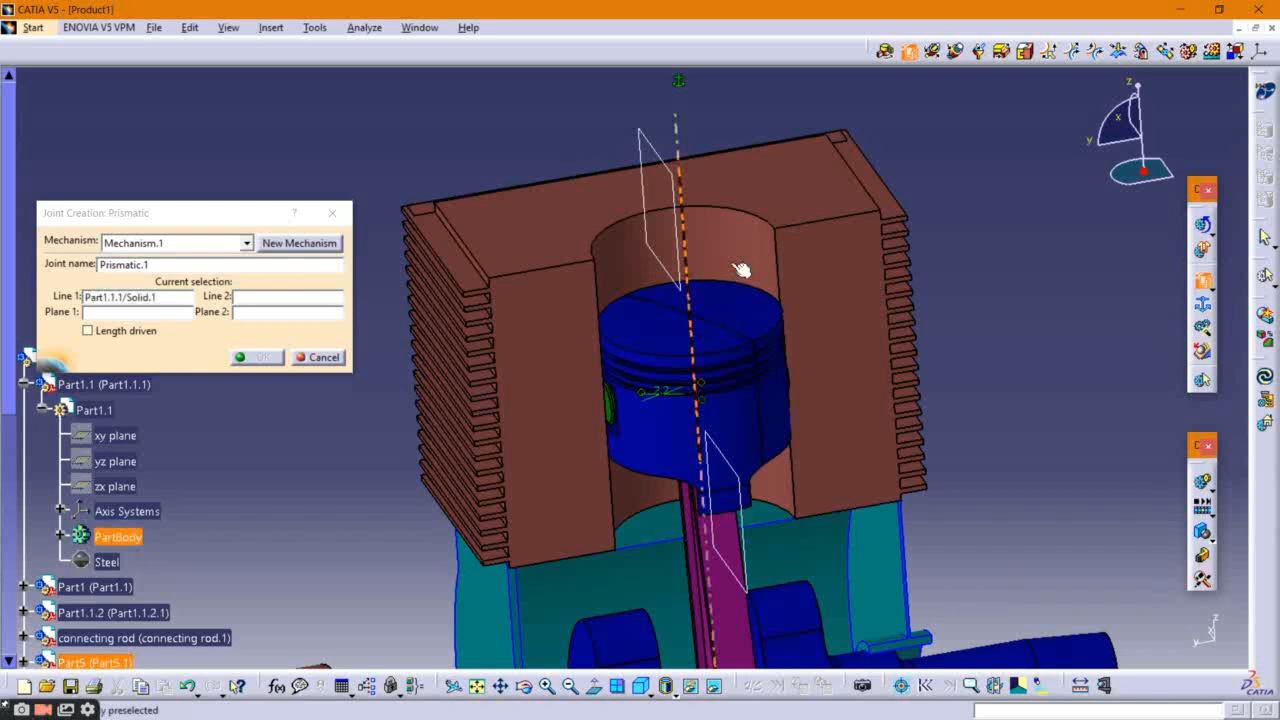 CATIA V5 - [Product1]
Start ENOVIA V5 VPM File Edit View Insert Tools Analyze Window Help
z
x
y
D
Joint Creation: Prismatic ?
Mechanism: Mechanism.1 New Mechanism
Joint name: Prismatic.1
Current selection:
Line 1: Part1.1.1/Solid.1 Line 2:
Plane 1: Plane 2:
Length driven
OK Cancel
Part1.1 (Part1.1.1)
Part1.1
xy plane
yz plane
zx plane
Axis Systems
PartBody
Steel
Part1 (Part1.1)
Part1.1.2 (Part1.1.2.1)
connecting rod (connecting rod.1)
Part5 (Part5.1)
D
f(x)
CATIA
y preselected